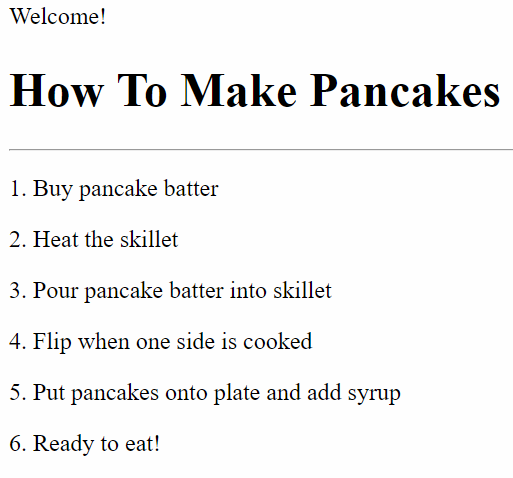 Welcome!
How To Make Pancakes
1. Buy pancake batter
2. Heat the skillet
3. Pour pancake batter into skillet
4. Flip when one side is cooked
5. Put pancakes onto plate and add syrup
6. Ready to eat!